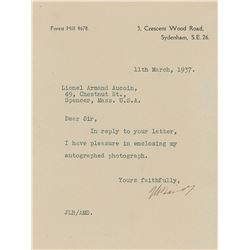 Forest Hill 4678.
3, Crescent Wood Road,
Sydenham, S.E.26.
11th March, 1937.
Lionel Armand Aucoin,
49, Chestnut St.,
Spencer, Mass. U.S.A.
Dear Sir,
In reply to your letter,
I have pleasure in enclosing my
autographed photograph.
Yours faithfully,
JLB/AMS.